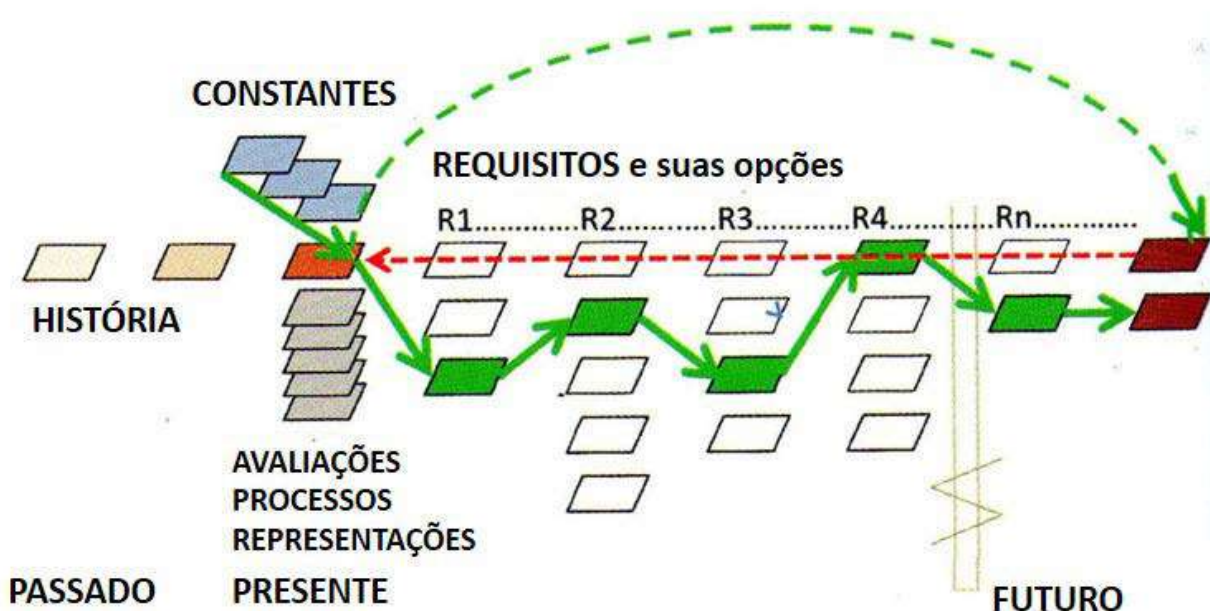 CONSTANTES
REQUISITOS e suas opções
R1............R2............R3............R4............Rn............
HISTÓRIA
AVALIAÇÕES
PROCESSOS
REPRESENTAÇÕES
PASSADO PRESENTE FUTURO